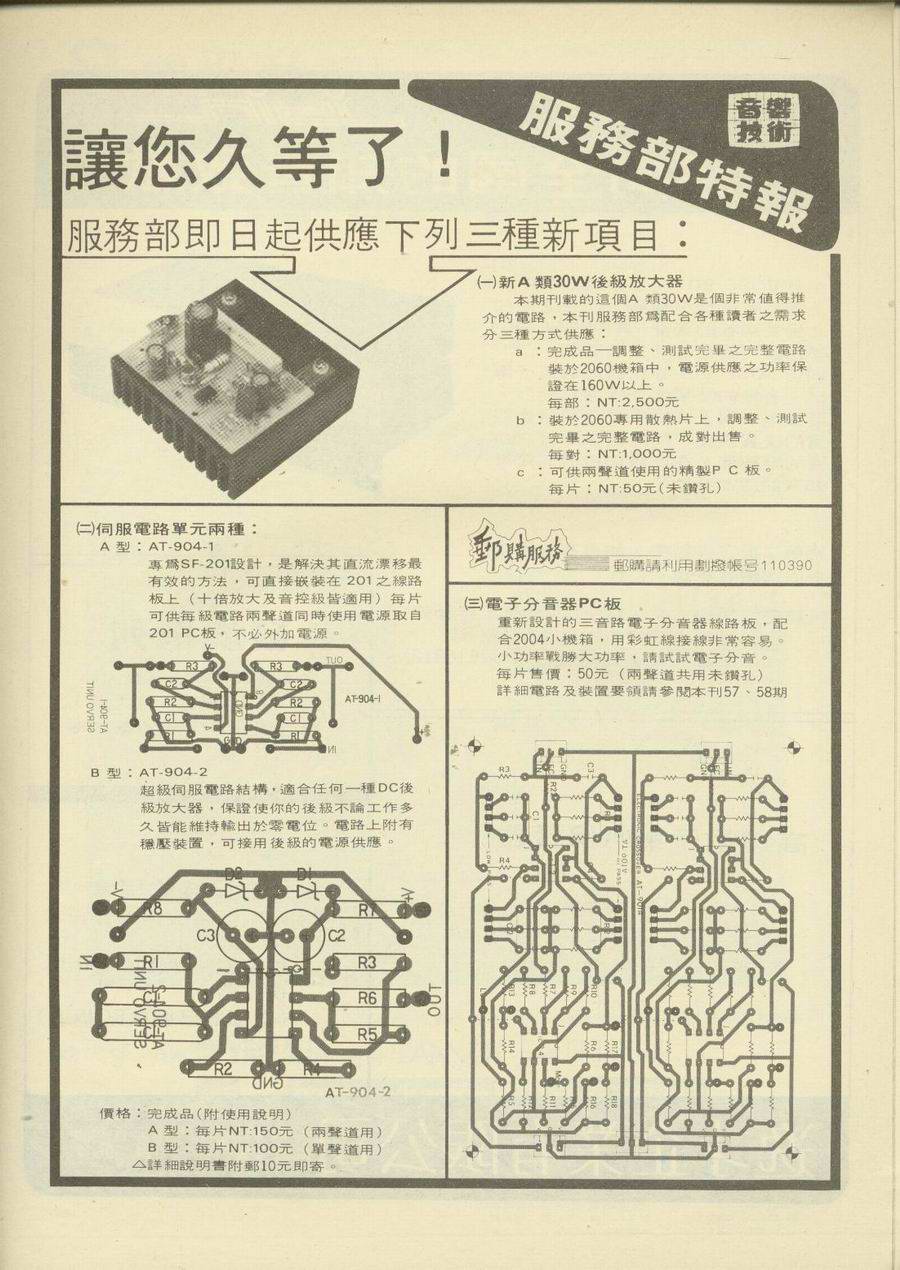 音響
技術
服務部特報
讓您久等了！
服務部即日起供應下列三種新項目：
㈠新A 類30W後級放大器
本期刊載的這個A 類30W是個非常值得推
介的電路，本刊服務部爲配合各種讀者之需求
分三種方式供應：
a ：完成品—調整、測試完畢之完整電路
裝於2060機箱中，電源供應之功率保
證在160W以上。
每部：NT:2,500元
b ：裝於2060專用散熱片上，調整、測試
完畢之完整電路，成對出售。
每對：NT:1,000元
c ：可供兩聲道使用的精製P C 板。
每片：NT:50元(未鑽孔)
㈡伺服電路單元兩種：
A 型：AT-904-1
專爲SF-201設計，是解決其直流漂移最
有效的方法，可直接嵌裝在 201 之線路
板上（十倍放大及音控級皆適用）每片
可供每級電路兩聲道同時使用電源取自
201 PC板，不必外加電源。
V-
R3 R3 OUT
C2 C2
R2 R2
C1 C1
R1 R1
GND IN
AT-904-1
SERVO UNIT
AT-904-1
B 型：AT-904-2
超級伺服電路結構，適合任何一種DC後
級放大器，保證使你的後級不論工作多
久皆能維持輸出於零電位。電路上附有
穩壓裝置，可接用後級的電源供應。
D2 D1
-V +V
R8 R7
C3 C2
R1 R3
IN
R6
OUT
R5
R2 R4
GND
SERVO UNIT
AT-904-2
AT-904-2
價格：完成品(附使用說明)
A 型：每片NT:150元（兩聲道用）
B 型：每片NT:100元（單聲道用）
△詳細說明書附郵10元即寄。
郵購服務
郵購請利用劃撥帳号110390
㈢電子分音器PC板
重新設計的三音路電子分音器線路板，配
合2004小機箱，用彩虹線接線非常容易。
小功率戰勝大功率，請試試電子分音。
每片售價：50元（兩聲道共用未鑽孔）
詳細電路及裝置要領請參閱本刊57、58期
R3
GND
C3
C1
R4
ELECTRONIC CROSSOVER AT-901A
R13 R8 R7 R9 R10
R14 R6 R17
R11 R16 R18